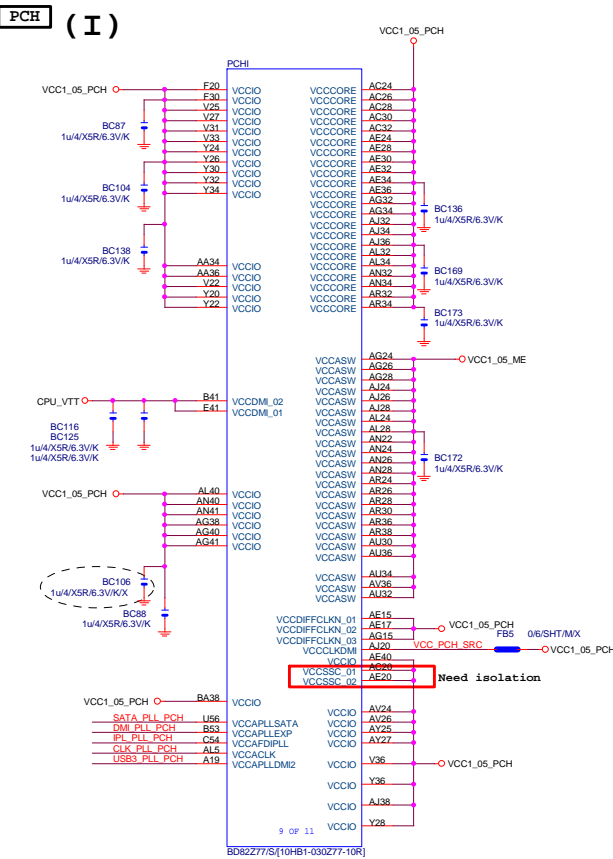 PCH (I)
VCC1_05_PCH
PCHI
VCC1_05_PCH
F20 VCCIO
F30 VCCIO
V25 VCCIO
V27 VCCIO
V31 VCCIO
V33 VCCIO
Y24 VCCIO
Y26 VCCIO
Y30 VCCIO
Y32 VCCIO
Y34 VCCIO
BC87
1u/4/X5R/6.3V/K
BC104
1u/4/X5R/6.3V/K
BC138
1u/4/X5R/6.3V/K
AA34 VCCIO
AA36 VCCIO
V22 VCCIO
Y20 VCCIO
Y22 VCCIO
CPU_VTT
B41 VCCDMI_02
E41 VCCDMI_01
BC116
BC125
1u/4/X5R/6.3V/K
1u/4/X5R/6.3V/K
VCC1_05_PCH
AL40 VCCIO
AN40 VCCIO
AN41 VCCIO
AG38 VCCIO
AG40 VCCIO
AG41 VCCIO
BC106
1u/4/X5R/6.3V/K/X
BC88
1u/4/X5R/6.3V/K
VCC1_05_PCH
BA38 VCCIO
SATA_PLL_PCH U56 VCCAPLLSATA
DMI_PLL_PCH B53 VCCAPLLEXP
IPL_PLL_PCH C54 VCCAFDIPLL
CLK_PLL_PCH AL5 VCCACLK
USB3_PLL_PCH A19 VCCAPLLDMI2
VCCCORE AC24
VCCCORE AC26
VCCCORE AC28
VCCCORE AC30
VCCCORE AC32
VCCCORE AE24
VCCCORE AE28
VCCCORE AE30
VCCCORE AE32
VCCCORE AE34
VCCCORE AE36
VCCCORE AG32
VCCCORE AG34
VCCCORE AJ32
VCCCORE AJ34
VCCCORE AJ36
VCCCORE AL32
VCCCORE AL34
VCCCORE AN32
VCCCORE AN34
VCCCORE AR32
VCCCORE AR34
BC136
1u/4/X5R/6.3V/K
BC169
1u/4/X5R/6.3V/K
BC173
1u/4/X5R/6.3V/K
VCCASW AG24
VCC1_05_ME
VCCASW AG26
VCCASW AG28
VCCASW AJ24
VCCASW AJ26
VCCASW AJ28
VCCASW AL24
VCCASW AL28
VCCASW AN22
VCCASW AN24
VCCASW AN26
VCCASW AN28
VCCASW AR24
VCCASW AR26
VCCASW AR28
VCCASW AR30
VCCASW AR36
VCCASW AR38
VCCASW AU30
VCCASW AU36
BC172
1u/4/X5R/6.3V/K
VCCASW AU34
VCCASW AV36
VCCASW AU32
VCCDIFFCLKN_01 AE15
VCCDIFFCLKN_02 AE17
VCC1_05_PCH
VCCDIFFCLKN_03 AG15
VCCCLKDMI AJ20 VCC_PCH_SRC
FB5 0/6/SHT/M/X
VCC1_05_PCH
VCCIO AE40
VCCSSC_01 AC20
VCCSSC_02 AE20
Need isolation
VCCIO AV24
VCCIO AV26
VCCIO AY25
VCCIO AY27
VCCIO V36
VCC1_05_PCH
VCCIO Y36
VCCIO AJ38
VCCIO Y28
9 OF 11
BD82Z77/S/[10HB1-030Z77-10R]